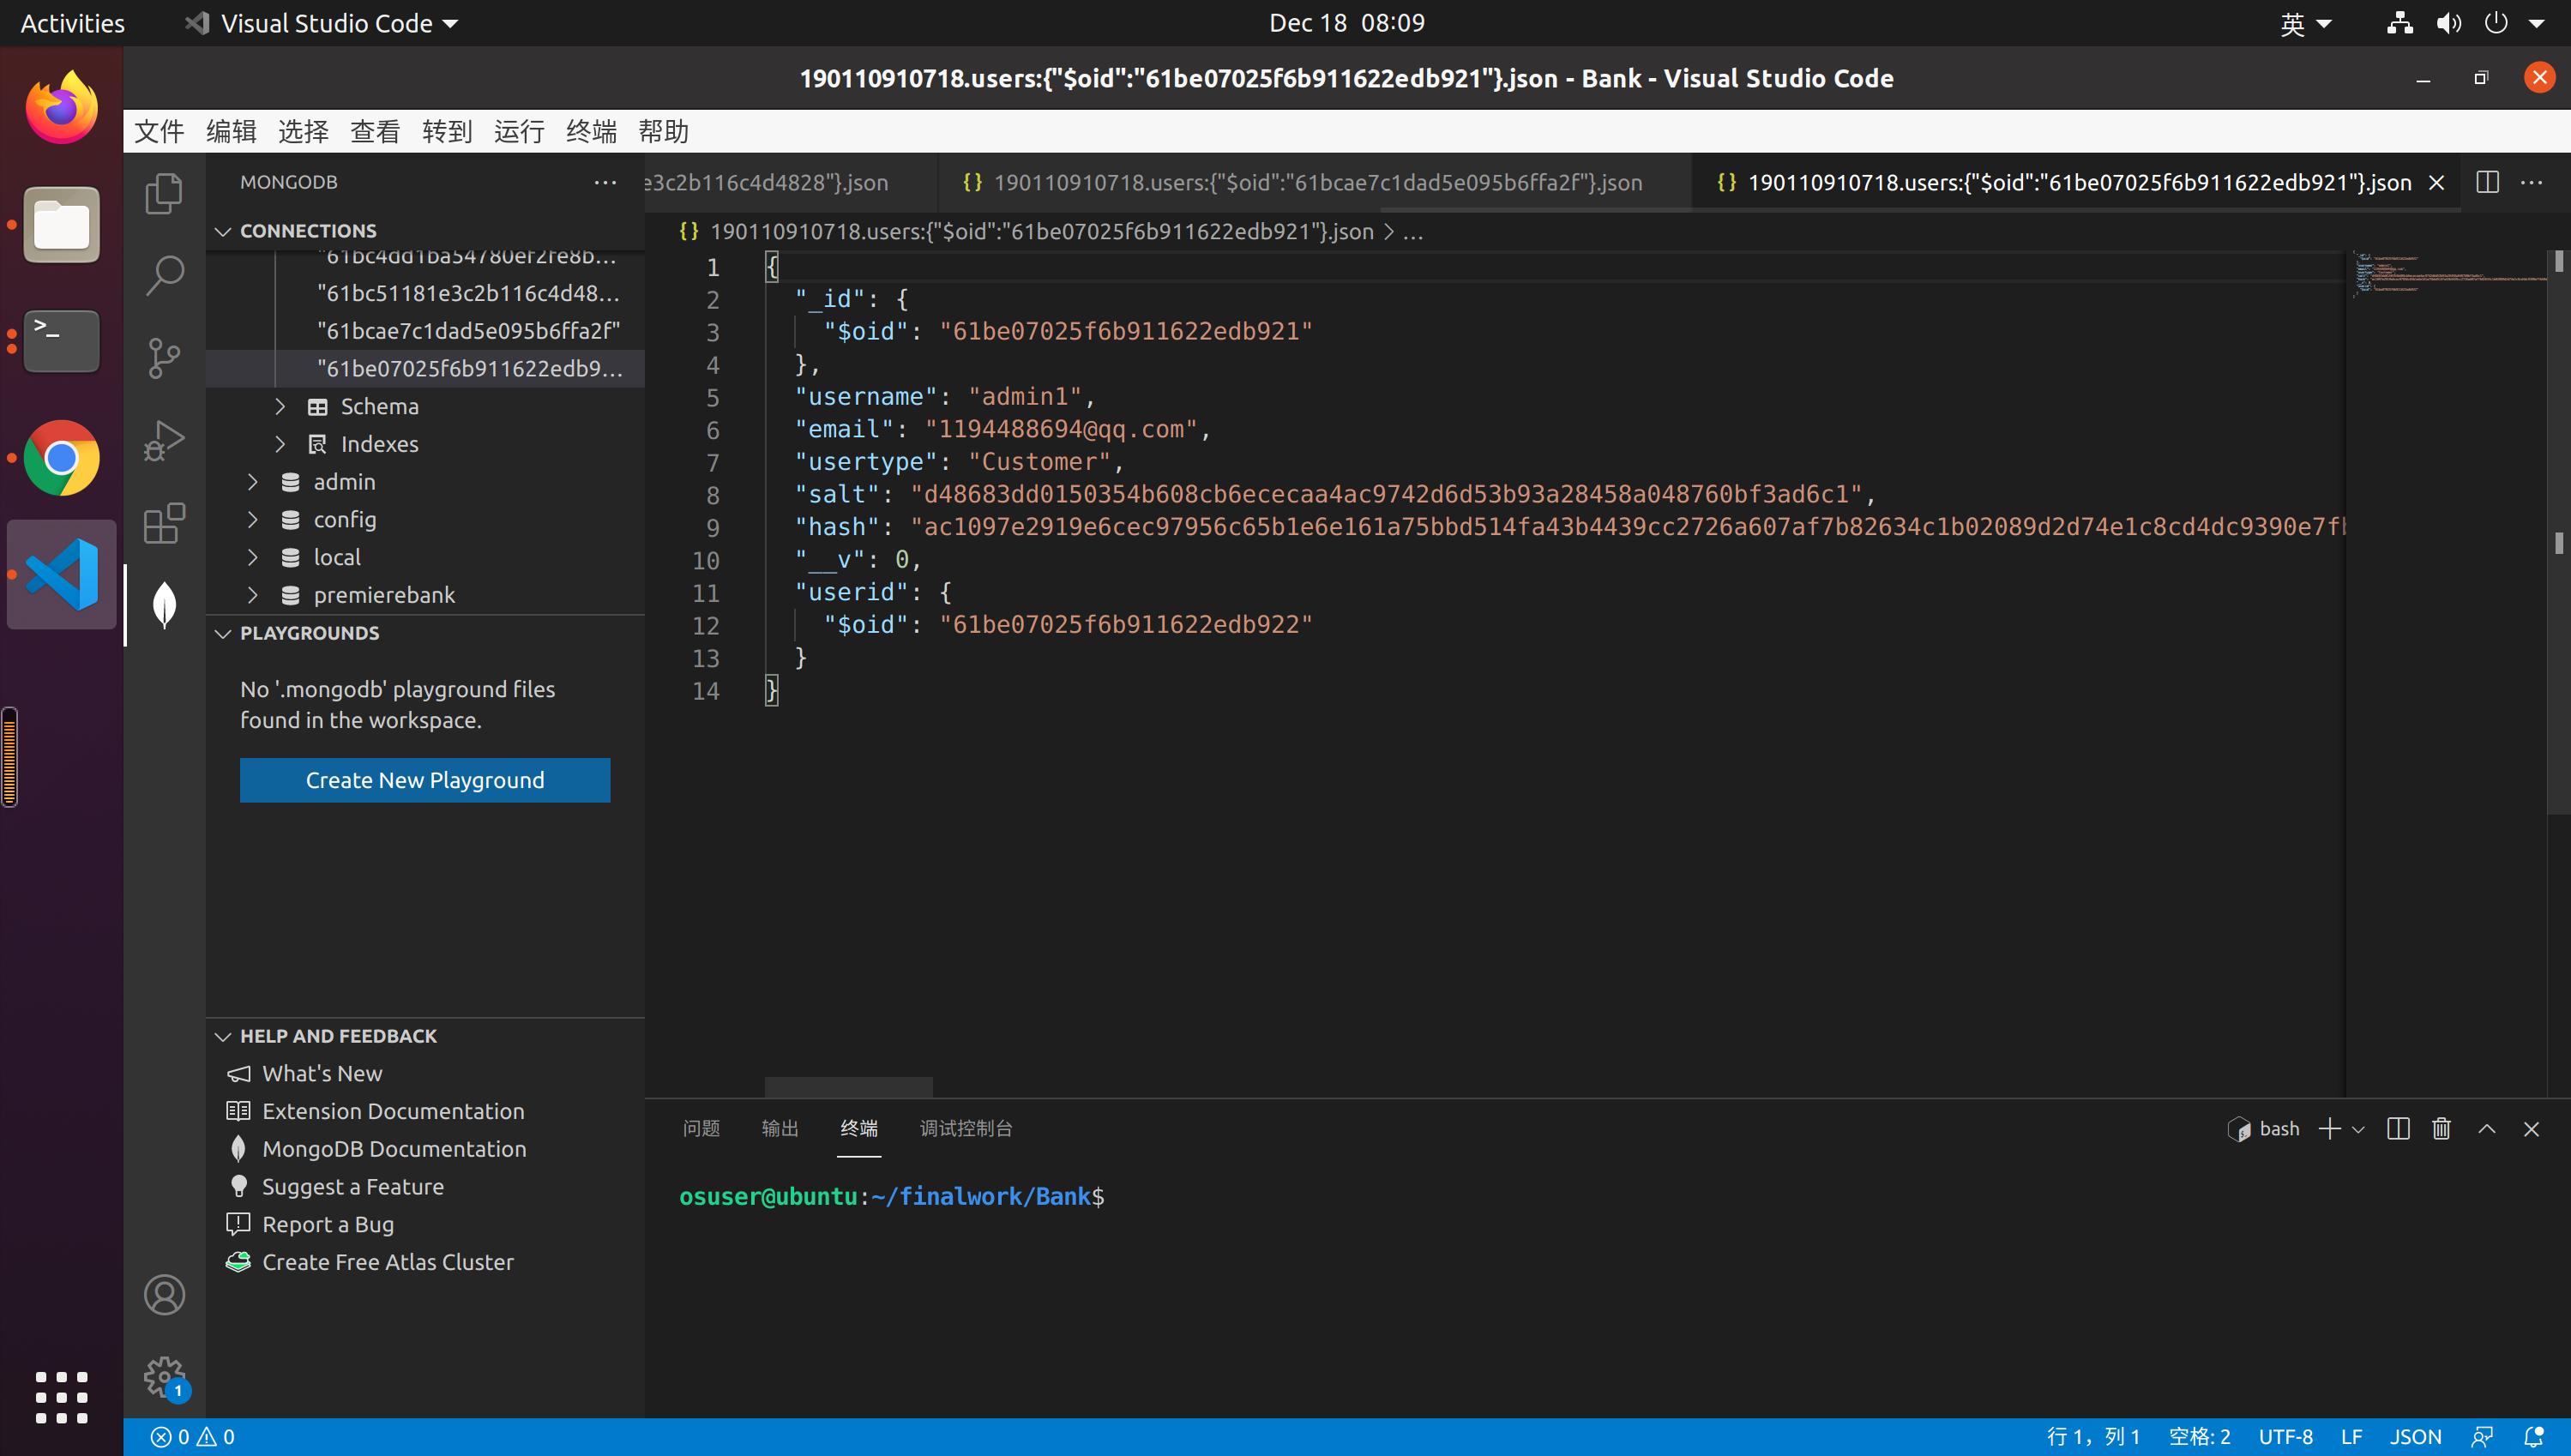 Activities
Visual Studio Code
Dec 18 08:09
英
190110910718.users:{"$oid":"61be07025f6b911622edb921"}.json - Bank - Visual Studio Code
文件 编辑 选择 查看 转到 运行 终端 帮助
MONGODB
e3c2b116c4d4828"}.json
{} 190110910718.users:{"$oid":"61bcae7c1dad5e095b6ffa2f"}.json
{} 190110910718.users:{"$oid":"61be07025f6b911622edb921"}.json
CONNECTIONS
{} 190110910718.users:{"$oid":"61be07025f6b911622edb921"}.json > ...
"61bc4dd1ba54780ef2fe8b...
"61bc51181e3c2b116c4d48...
"61bcae7c1dad5e095b6ffa2f"
"61be07025f6b911622edb9...
Schema
Indexes
admin
config
local
premierebank
1 {
2 "_id": {
3 "$oid": "61be07025f6b911622edb921"
4 },
5 "username": "admin1",
6 "email": "1194488694@qq.com",
7 "usertype": "Customer",
8 "salt": "d48683dd0150354b608cb6ececaa4ac9742d6d53b93a28458a048760bf3ad6c1",
9 "hash": "ac1097e2919e6cec97956c65b1e6e161a75bbd514fa43b4439cc2726a607af7b82634c1b02089d2d74e1c8cd4dc9390e7fb
10 "__v": 0,
11 "userid": {
12 "$oid": "61be07025f6b911622edb922"
13 }
14 }
PLAYGROUNDS
No '.mongodb' playground files
found in the workspace.
Create New Playground
HELP AND FEEDBACK
What's New
Extension Documentation
MongoDB Documentation
Suggest a Feature
Report a Bug
Create Free Atlas Cluster
问题 输出 终端 调试控制台
bash
osuser@ubuntu:~/finalwork/Bank$
1
0 0
行 1，列 1 空格: 2 UTF-8 LF JSON